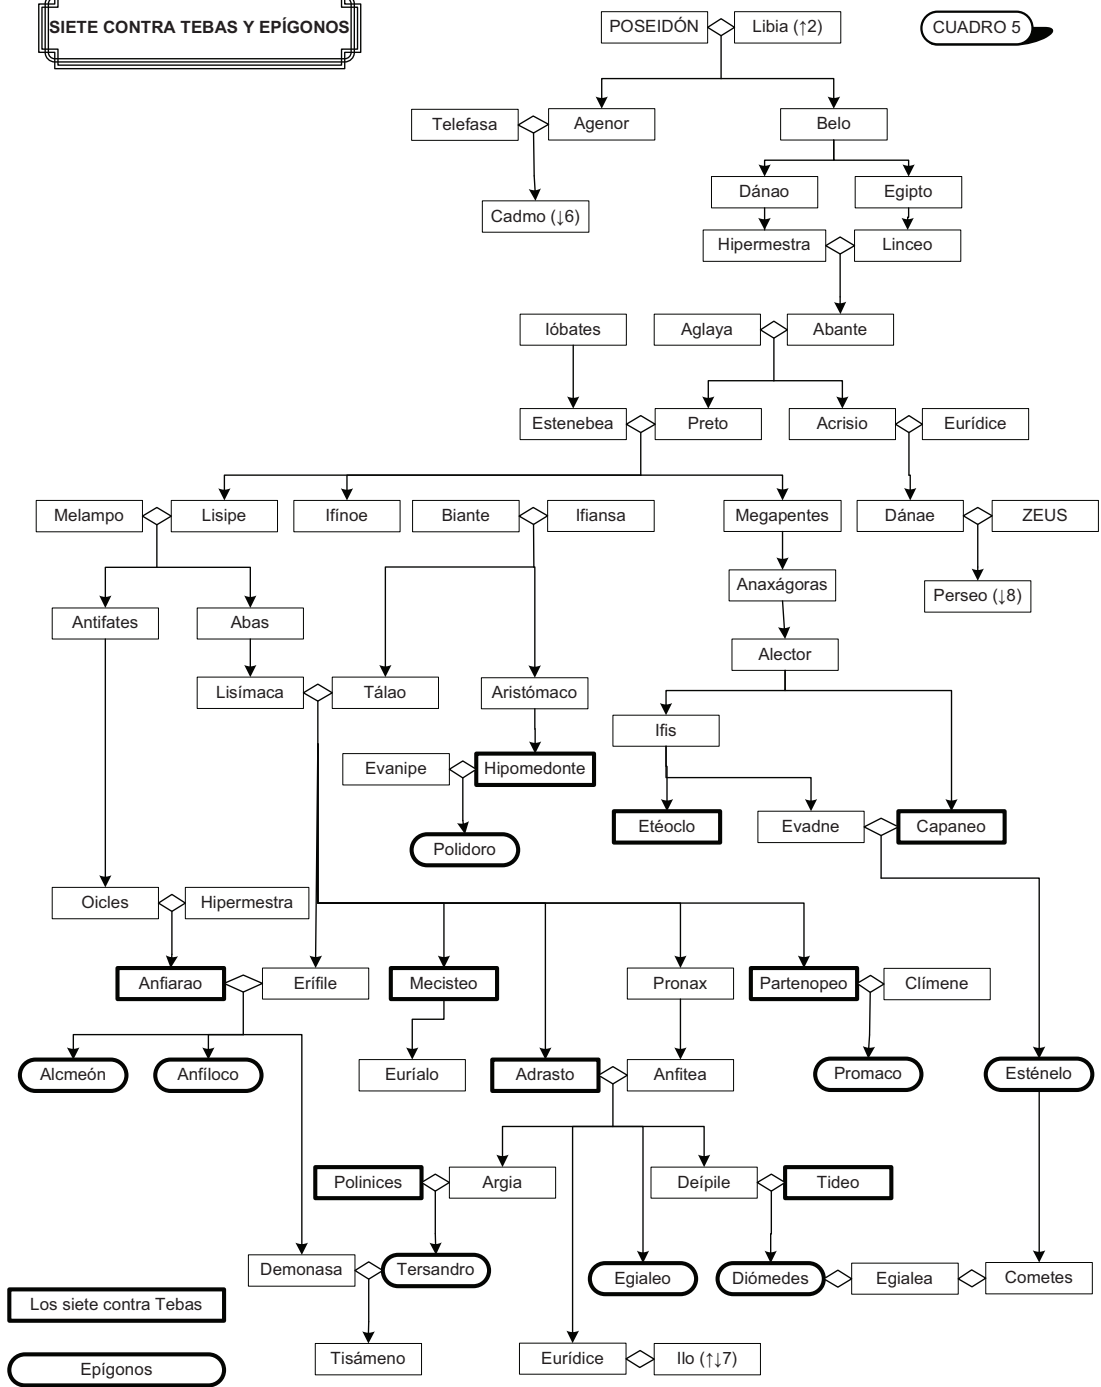 SIETE CONTRA TEBAS Y EPÍGONOS
POSEIDÓN
Libia (↑2)
CUADRO 5
Telefasa
Agenor
Belo
Dánao
Egipto
Cadmo (↓6)
Hipermestra
Linceo
Ióbates
Aglaya
Abante
Estenebea
Preto
Acrisio
Eurídice
Melampo
Lisipe
Ifínoe
Biante
Ifiansa
Megapentes
Dánae
ZEUS
Anaxágoras
Perseo (↓8)
Antifates
Abas
Alector
Lisímaca
Tálao
Aristómaco
Ifis
Evanipe
Hipomedonte
Etéoclo
Evadne
Capaneo
Polidoro
Oicles
Hipermestra
Anfiarao
Erífile
Mecisteo
Pronax
Partenopeo
Clímene
Alcmeón
Anfíloco
Euríalo
Adrasto
Anfitea
Promaco
Esténelo
Polinices
Argia
Deípile
Tideo
Demonasa
Tersandro
Egialeo
Diómedes
Egialea
Cometes
Los siete contra Tebas
Tisámeno
Eurídice
Ilo (↑↓7)
Epígonos